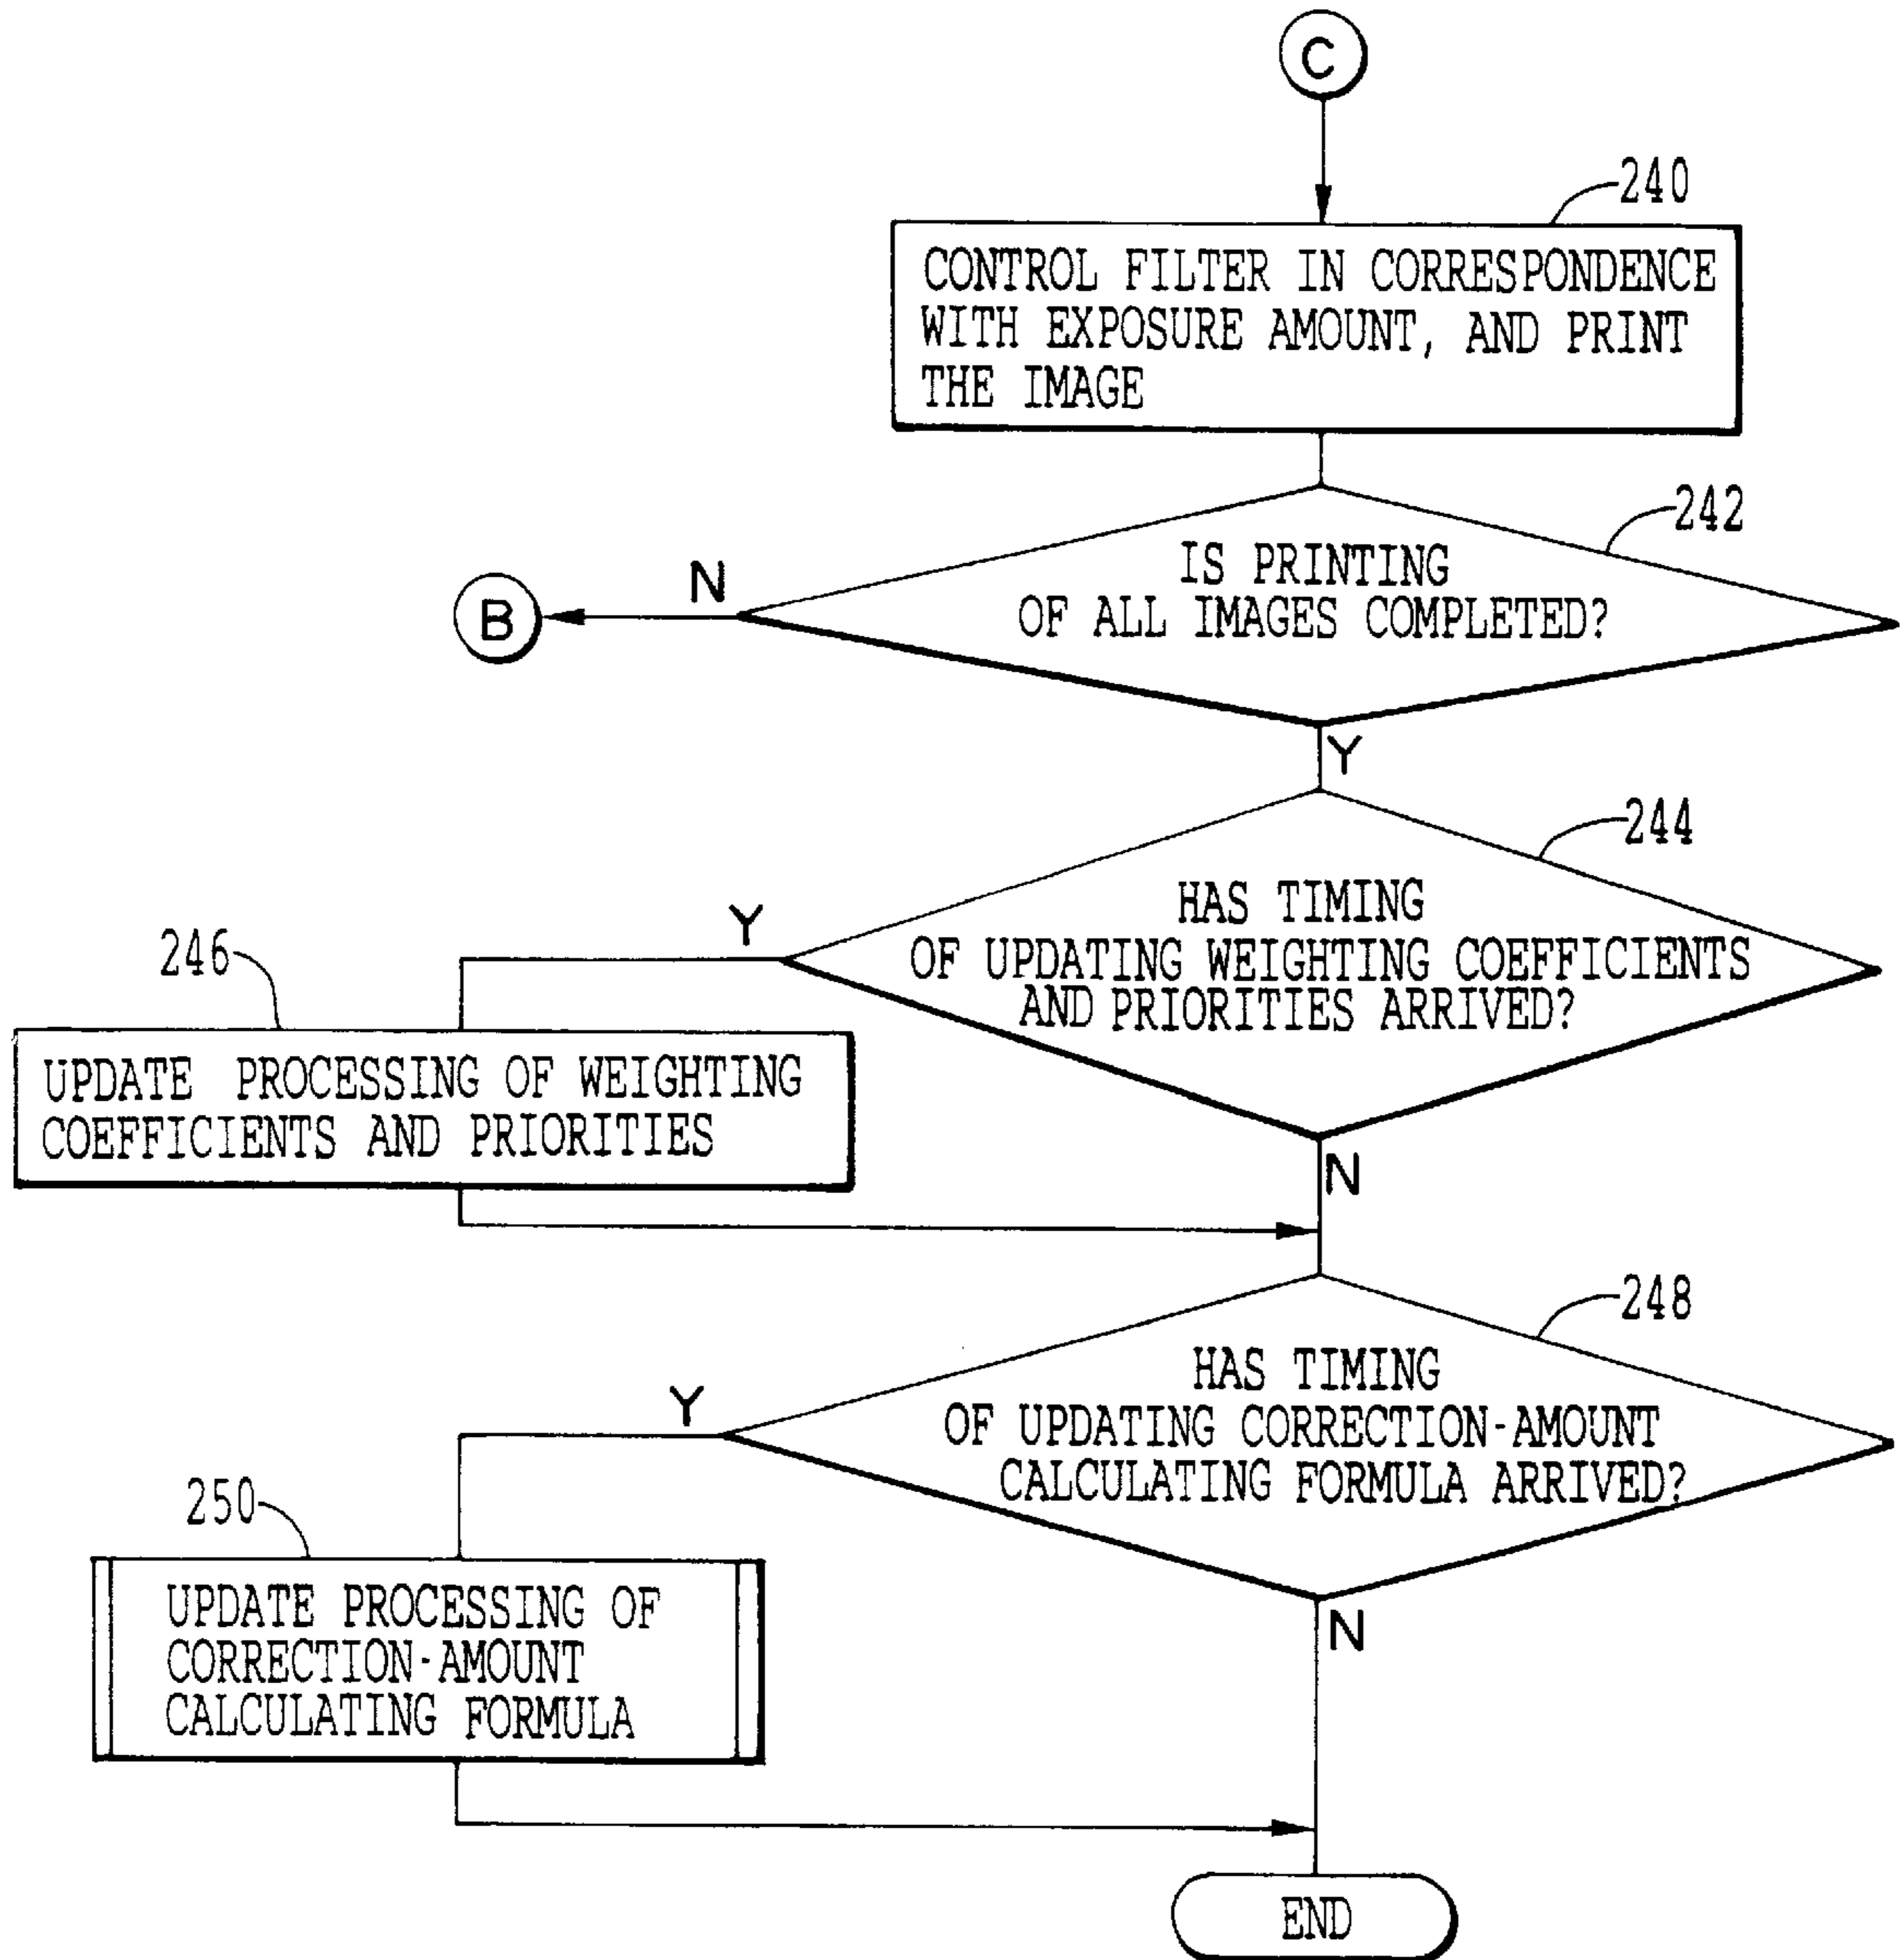 C
240
CONTROL FILTER IN CORRESPONDENCE
WITH EXPOSURE AMOUNT, AND PRINT
THE IMAGE
242
IS PRINTING
OF ALL IMAGES COMPLETED?
N
B
Y
244
HAS TIMING
OF UPDATING WEIGHTING COEFFICIENTS
AND PRIORITIES ARRIVED?
Y
246
UPDATE PROCESSING OF WEIGHTING
COEFFICIENTS AND PRIORITIES
N
248
HAS TIMING
OF UPDATING CORRECTION-AMOUNT
CALCULATING FORMULA ARRIVED?
Y
250
UPDATE PROCESSING OF
CORRECTION-AMOUNT
CALCULATING FORMULA
N
END